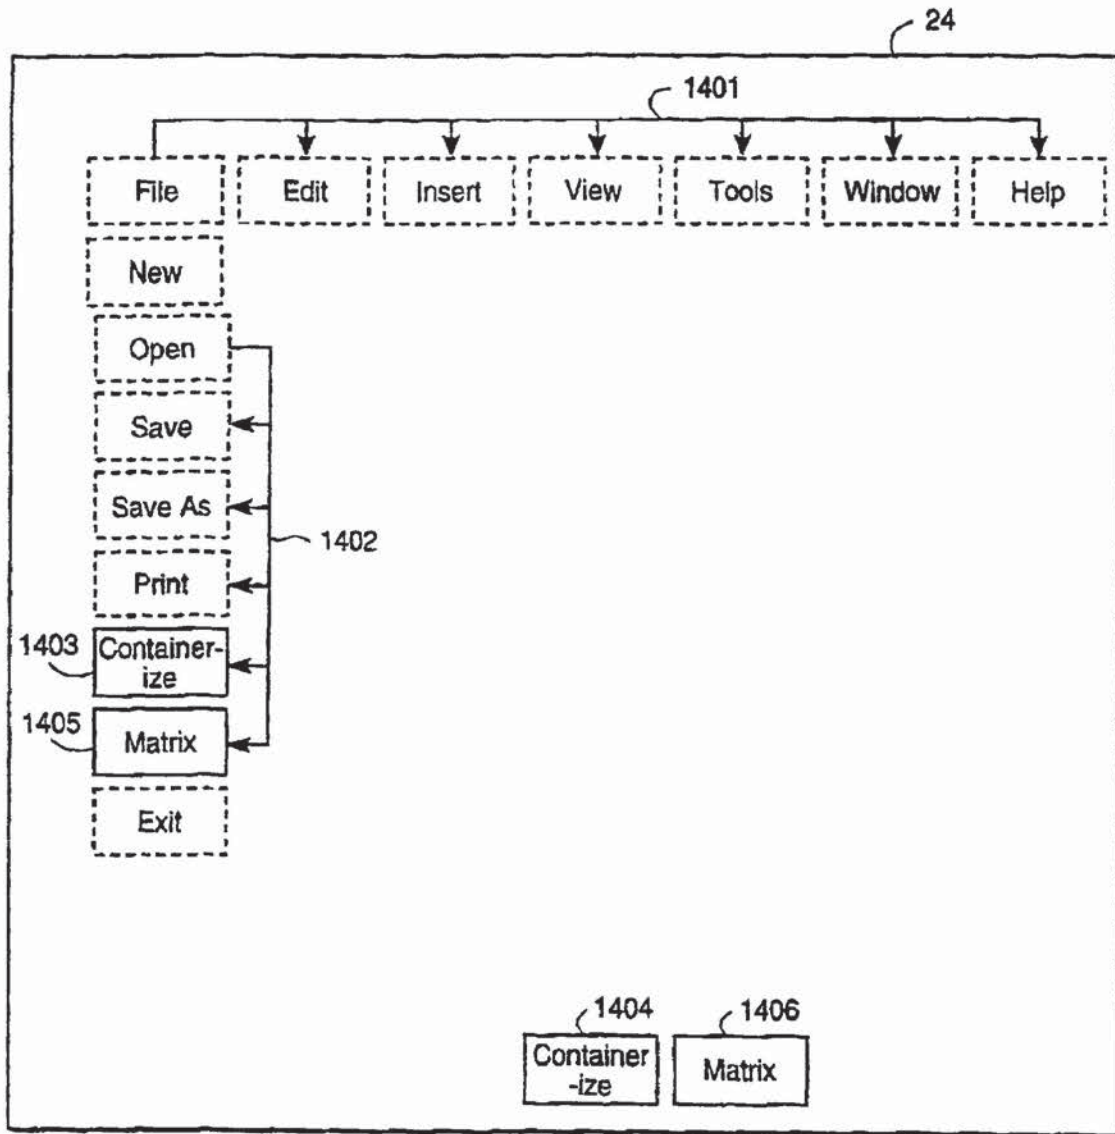 24
1401
File Edit Insert View Tools Window Help
New
Open
Save
Save As
1402
Print
1403
Container-
ize
1405
Matrix
Exit
1404 1406
Container
-ize
Matrix